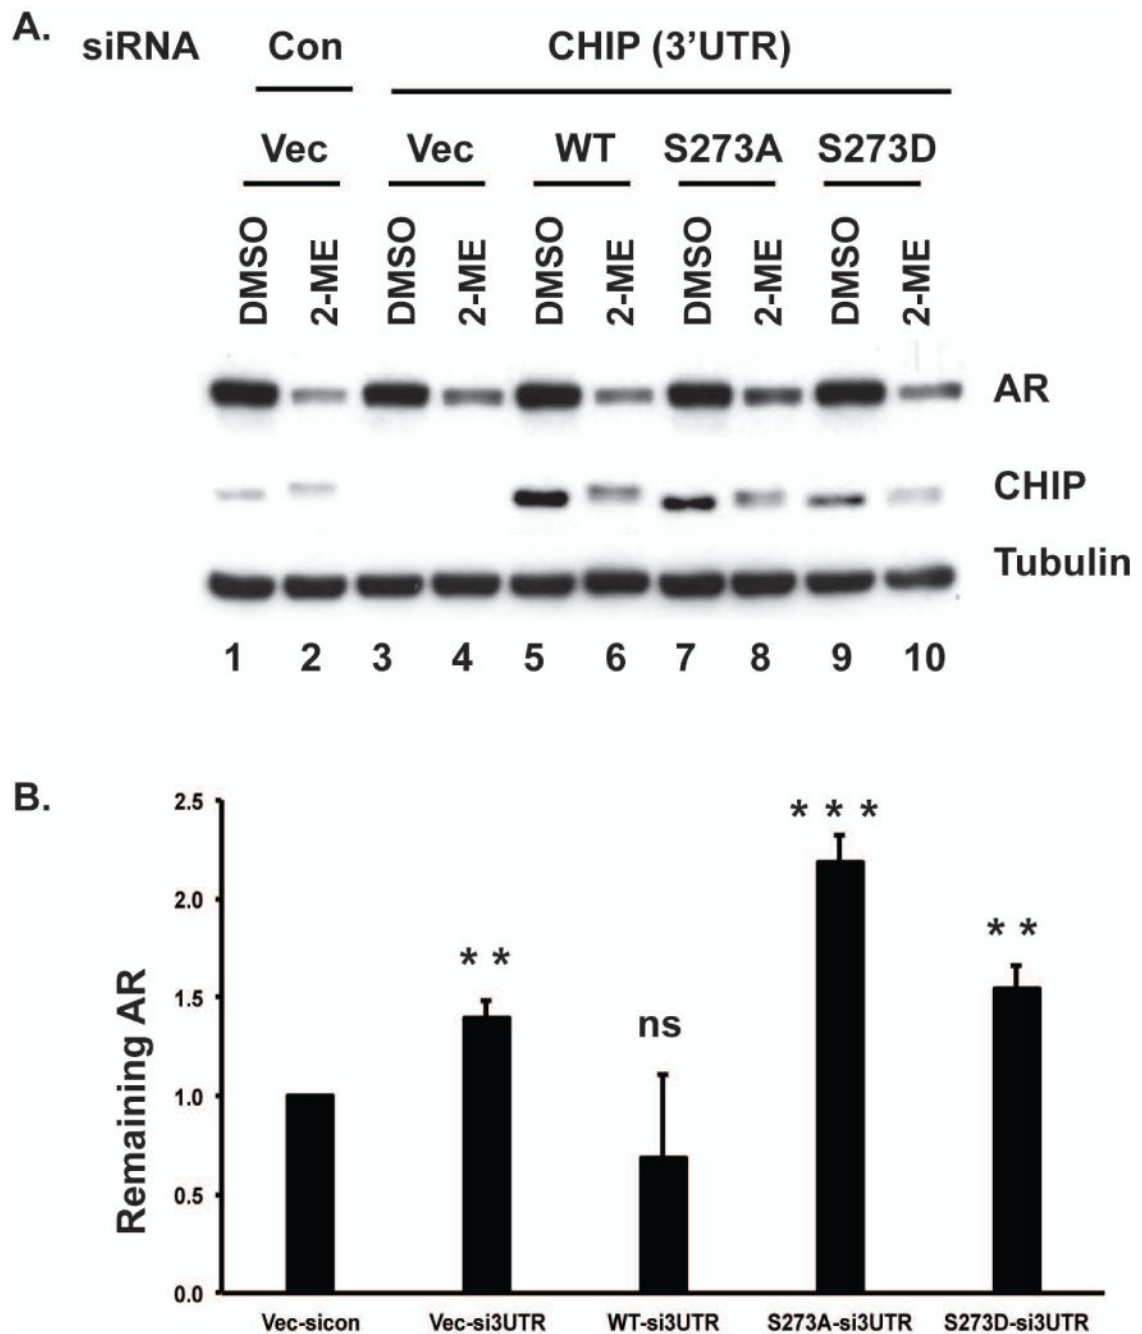 A.
siRNA Con CHIP (3’UTR)
Vec Vec WT S273A S273D
DMSO 2-ME DMSO 2-ME DMSO 2-ME DMSO 2-ME DMSO 2-ME
AR
CHIP
Tubulin
1 2 3 4 5 6 7 8 9 10
B.
Remaining AR
2.5
2.0
1.5
1.0
0.5
0.0
* * *
* *
* *
ns
Vec-sicon Vec-si3UTR WT-si3UTR S273A-si3UTR S273D-si3UTR